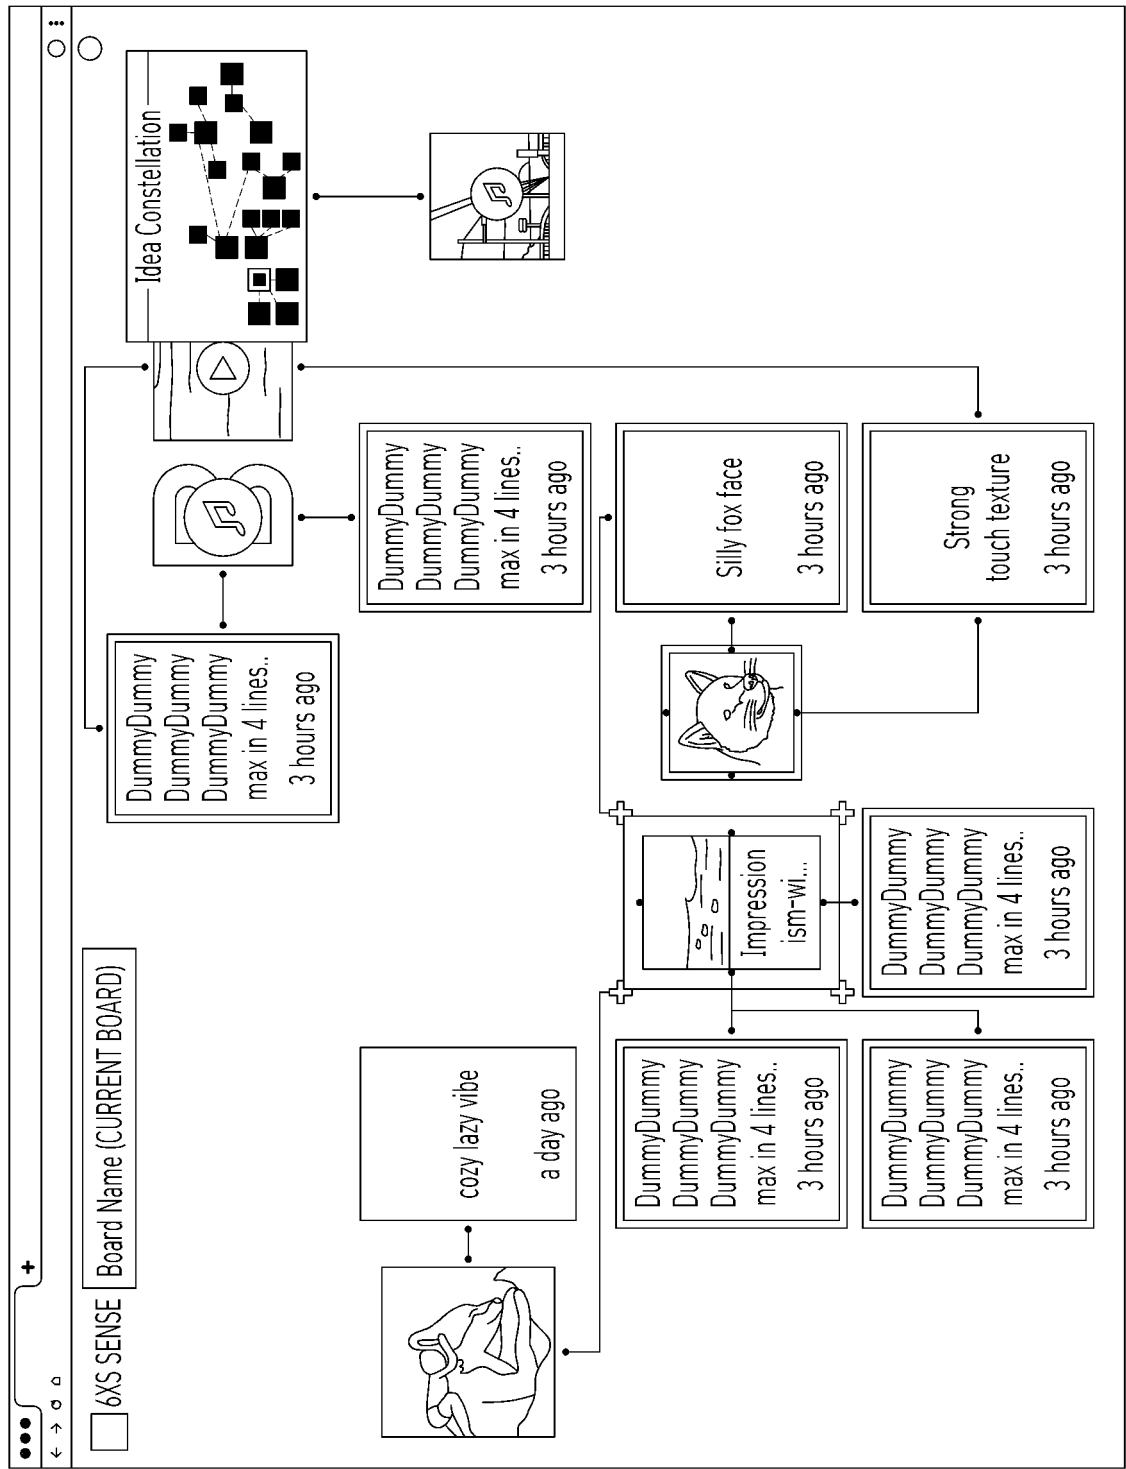 6XS SENSE
Board Name (CURRENT BOARD)
Idea Constellation
DummyDummy
DummyDummy
DummyDummy
max in 4 lines..
3 hours ago
cozy lazy vibe
a day ago
DummyDummy
DummyDummy
DummyDummy
max in 4 lines..
3 hours ago
Impression
ism-wi...
Silly fox face
3 hours ago
DummyDummy
DummyDummy
DummyDummy
max in 4 lines..
3 hours ago
DummyDummy
DummyDummy
DummyDummy
max in 4 lines..
3 hours ago
DummyDummy
DummyDummy
DummyDummy
max in 4 lines..
3 hours ago
Strong
touch texture
3 hours ago